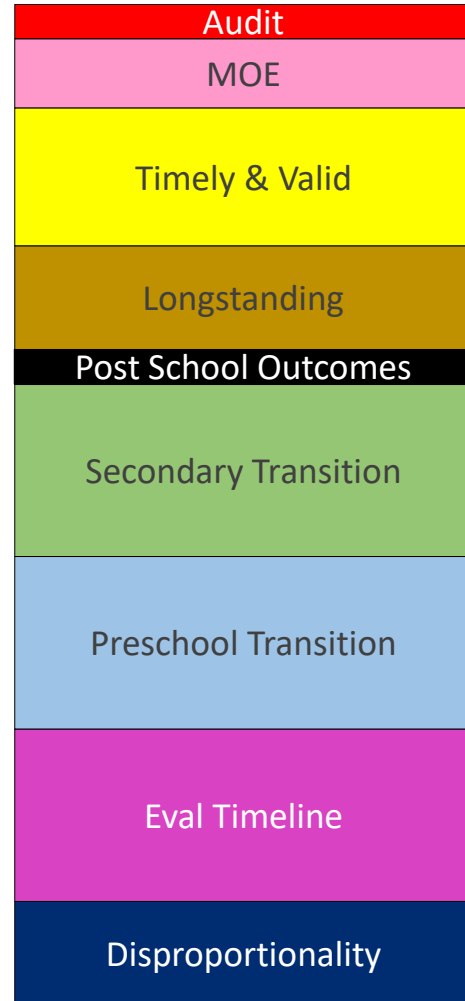 Audit
MOE
Timely & Valid
Longstanding
Post School Outcomes
Secondary Transition
Preschool Transition
Eval Timeline
Disproportionality